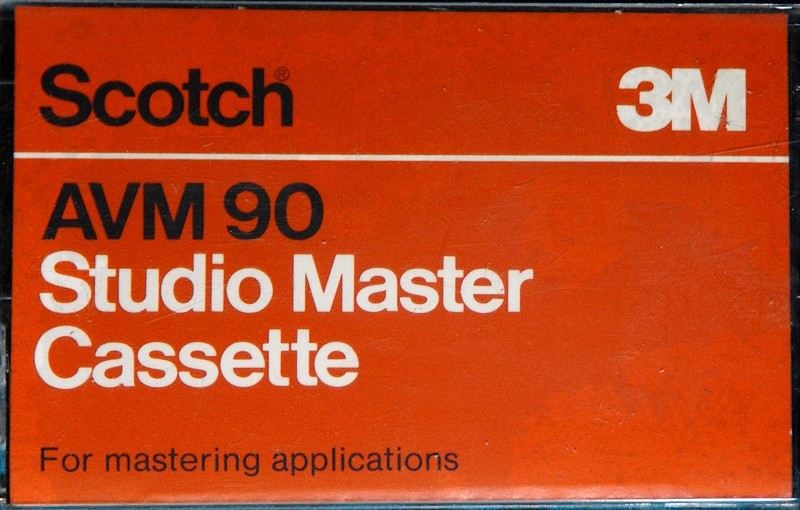 Scotch®
3M
AVM 90
Studio Master
Cassette
For mastering applications